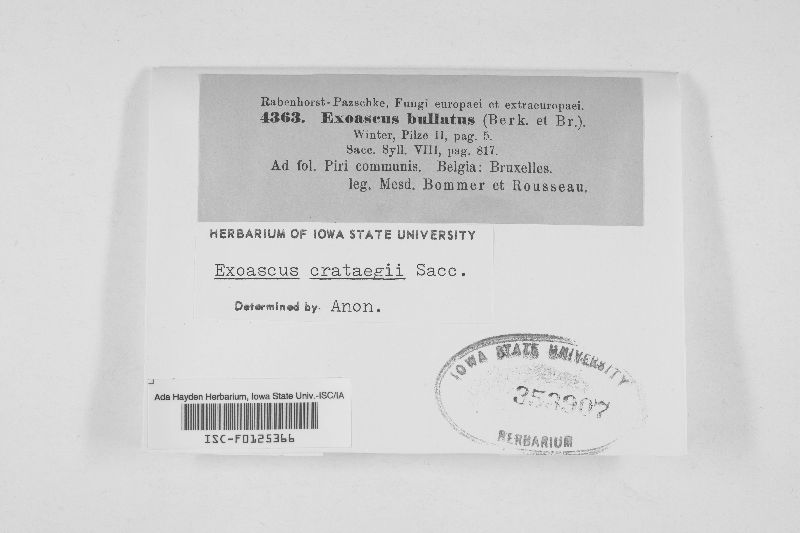 Rabenhorst-Pazschke, Fungi europaei et extraeuropaei.
4363. Exoascus bullatus (Berk. et Br.).
Winter, Pilze II, pag. 5.
Sacc. Syll. VIII, pag. 817.
Ad fol. Piri communis. Belgia: Bruxelles.
leg. Mesd. Bommer et Rousseau.
HERBARIUM OF IOWA STATE UNIVERSITY
Exoascus crataegii Sacc.
Determined by Anon.
IOWA STATE UNIVERSITY
353907
HERBARIUM
Ada Hayden Herbarium, Iowa State Univ.-ISC/IA
ISC-F0125366